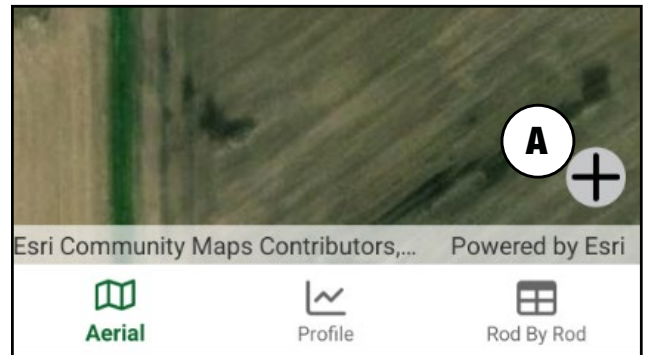 A
Esri Community Maps Contributors,... Powered by Esri
Aerial Profile Rod By Rod